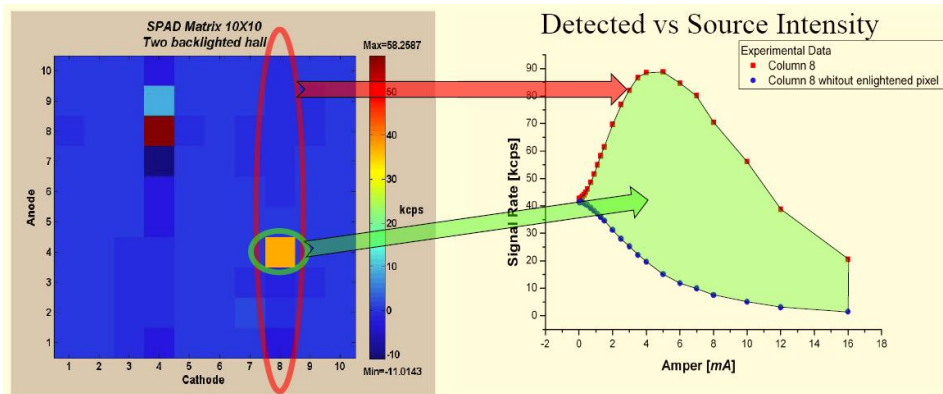 SPAD Matrix 10X10
Two backlighted hall
Max=58.2587
10
9
8
7
6
5
4
3
2
1
Anode
1 2 3 4 5 6 7 8 9 10
Cathode
50
40
30
kcps
20
10
0
-10
Min=-11.0143
Detected vs Source Intensity
Experimental Data
Column 8
Column 8 whitout enlightened pixel
90
80
70
60
50
40
30
20
10
0
Signal Rate [kcps]
-2 0 2 4 6 8 10 12 14 16 18
Amper [mA]